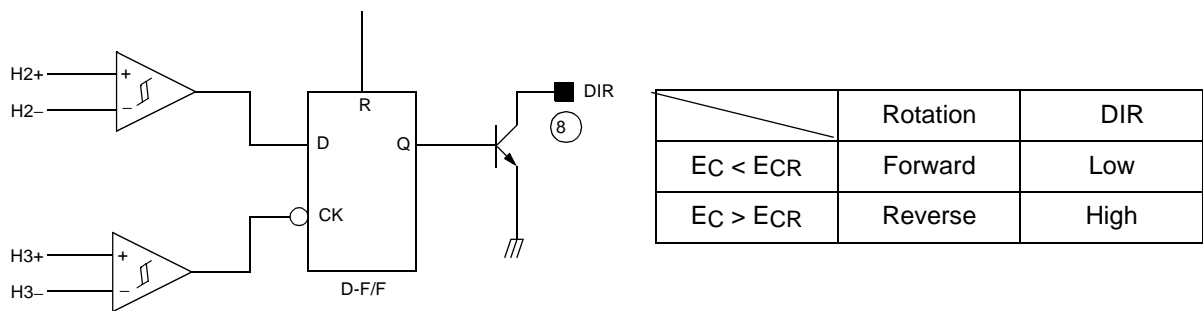 H2+
H2−
+
−
R
D
Q
CK
D-F/F
H3+
H3−
+
−
DIR
8
Rotation DIR
EC < ECR Forward Low
EC > ECR Reverse High